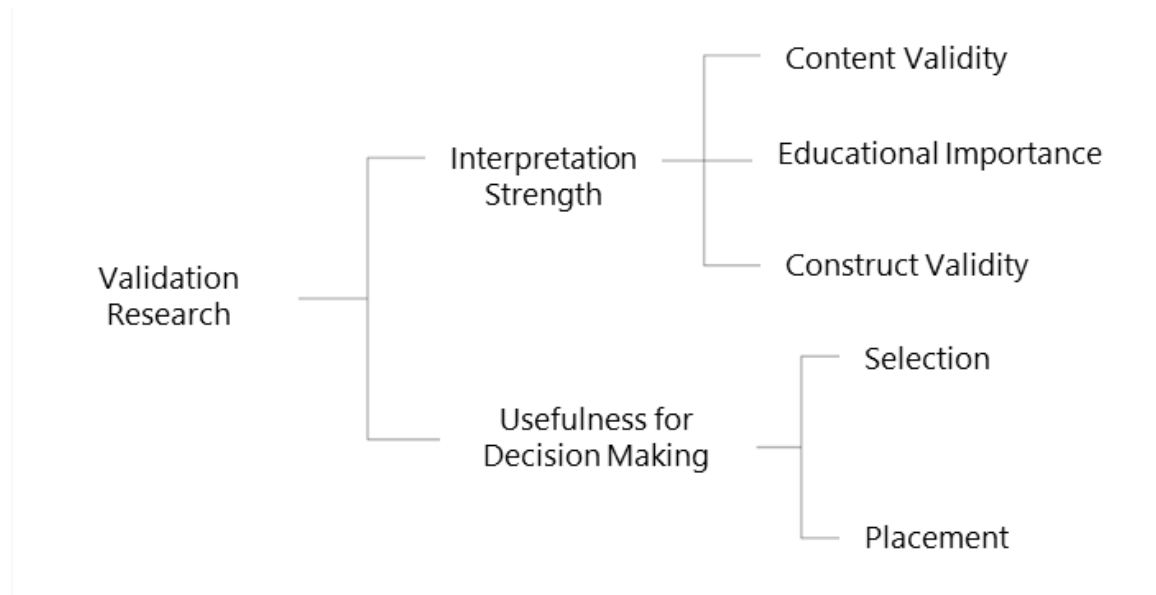 Validation
Research
Interpretation
Strength
Content Validity
Educational Importance
Construct Validity
Usefulness for
Decision Making
Selection
Placement